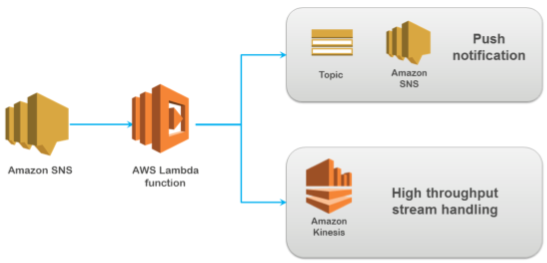 Amazon SNS
AWS Lambda
function
Topic
Amazon
SNS
Push
notification
Amazon
Kinesis
High throughput
stream handling